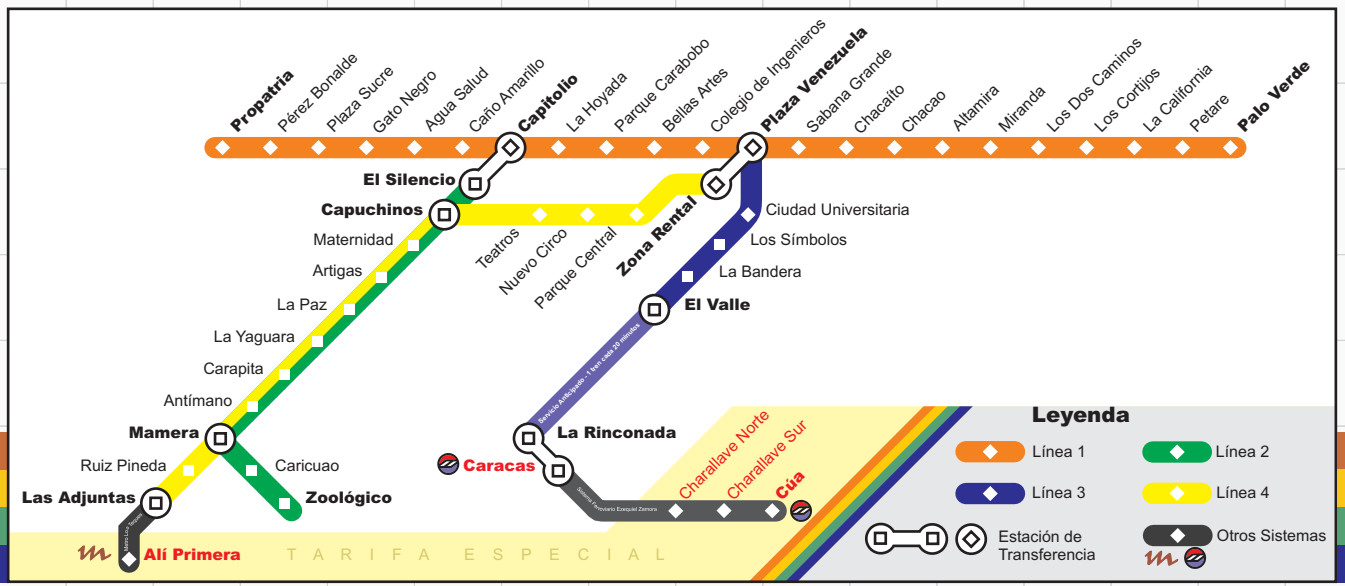 Propatria
Pérez Bonalde
Plaza Sucre
Gato Negro
Agua Salud
Caño Amarillo
Capitolio
La Hoyada
Parque Carabobo
Bellas Artes
Colegio de Ingenieros
Plaza Venezuela
Sabana Grande
Chacaíto
Chacao
Altamira
Miranda
Los Dos Caminos
Los Cortijos
La California
Petare
Palo Verde
El Silencio
Capuchinos
Maternidad
Artigas
La Paz
La Yaguara
Carapita
Antímano
Mamera
Ruiz Pineda
Las Adjuntas
Alí Primera
Caricuao
Zoológico
Teatros
Nuevo Circo
Parque Central
Zona Rental
Ciudad Universitaria
Los Símbolos
La Bandera
El Valle
Servicio Anticipado - 1 tren cada 20 minutos
La Rinconada
Caracas
Sistema Ferroviario Ezequiel Zamora
Charallave Norte
Charallave Sur
Cúa
Metro Los Teques
TARIFA ESPECIAL
Leyenda
Línea 1
Línea 2
Línea 3
Línea 4
Estación de
Transferencia
Otros Sistemas